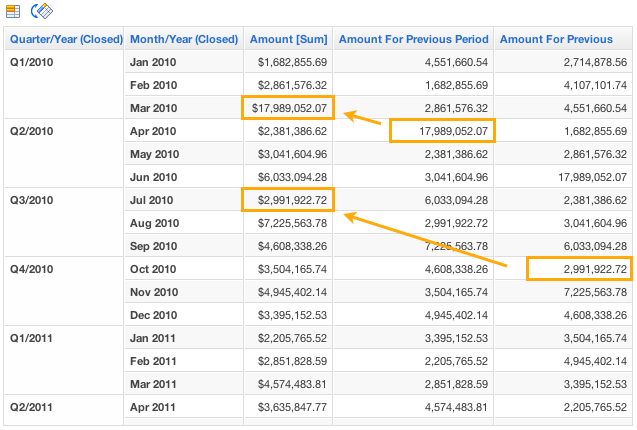 Quarter/Year (Closed) Month/Year (Closed) Amount [Sum] Amount For Previous Period Amount For Previous
Q1/2010 Jan 2010 $1,682,855.69 4,551,660.54 2,714,878.56
Feb 2010 $2,861,576.32 1,682,855.69 4,107,101.74
Mar 2010 $17,989,052.07 2,861,576.32 4,551,660.54
Q2/2010 Apr 2010 $2,381,386.62 17,989,052.07 1,682,855.69
May 2010 $3,041,604.96 2,381,386.62 2,861,576.32
Jun 2010 $6,033,094.28 3,041,604.96 17,989,052.07
Q3/2010 Jul 2010 $2,991,922.72 6,033,094.28 2,381,386.62
Aug 2010 $7,225,563.78 2,991,922.72 3,041,604.96
Sep 2010 $4,608,338.26 7,225,563.78 6,033,094.28
Q4/2010 Oct 2010 $3,504,165.74 4,608,338.26 2,991,922.72
Nov 2010 $4,945,402.14 3,504,165.74 7,225,563.78
Dec 2010 $3,395,152.53 4,945,402.14 4,608,338.26
Q1/2011 Jan 2011 $2,205,765.52 3,395,152.53 3,504,165.74
Feb 2011 $2,851,828.59 2,205,765.52 4,945,402.14
Mar 2011 $4,574,483.81 2,851,828.59 3,395,152.53
Q2/2011 Apr 2011 $3,635,847.77 4,574,483.81 2,205,765.52